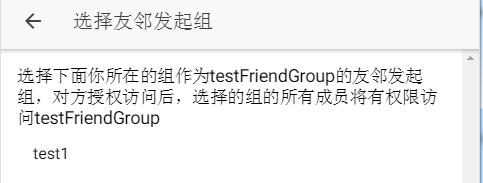 选择友邻发起组
选择下面你所在的组作为testFriendGroup的友邻发起
组，对方授权访问后，选择的组的所有成员将有权限访
问testFriendGroup
test1